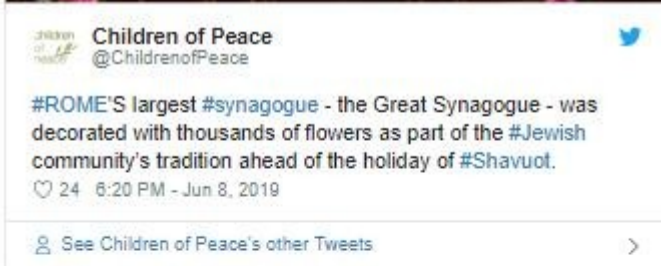 Children of Peace
@ChildrenofPeace
#ROME'S largest #synagogue - the Great Synagogue - was
decorated with thousands of flowers as part of the #Jewish
community's tradition ahead of the holiday of #Shavuot.
24 6:20 PM - Jun 8, 2019
See Children of Peace's other Tweets